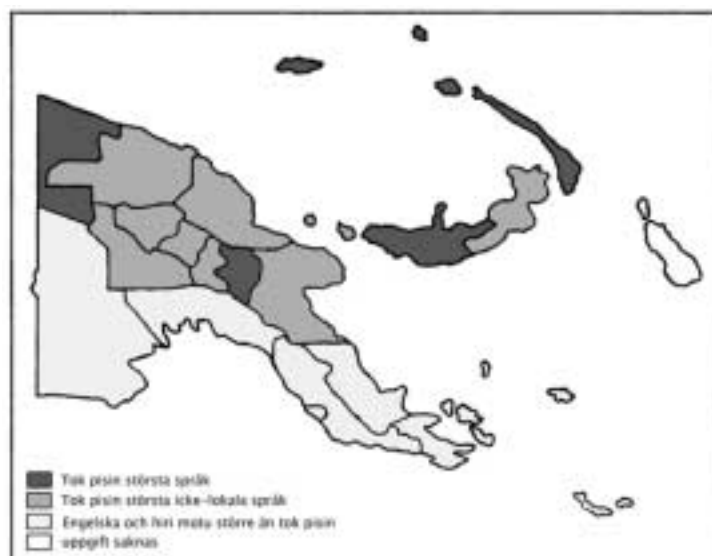 Tok pisin största språk
Tok pisin största icke-lokala språk
Engelska och hiri motu större än tok pisin
uppgift saknas